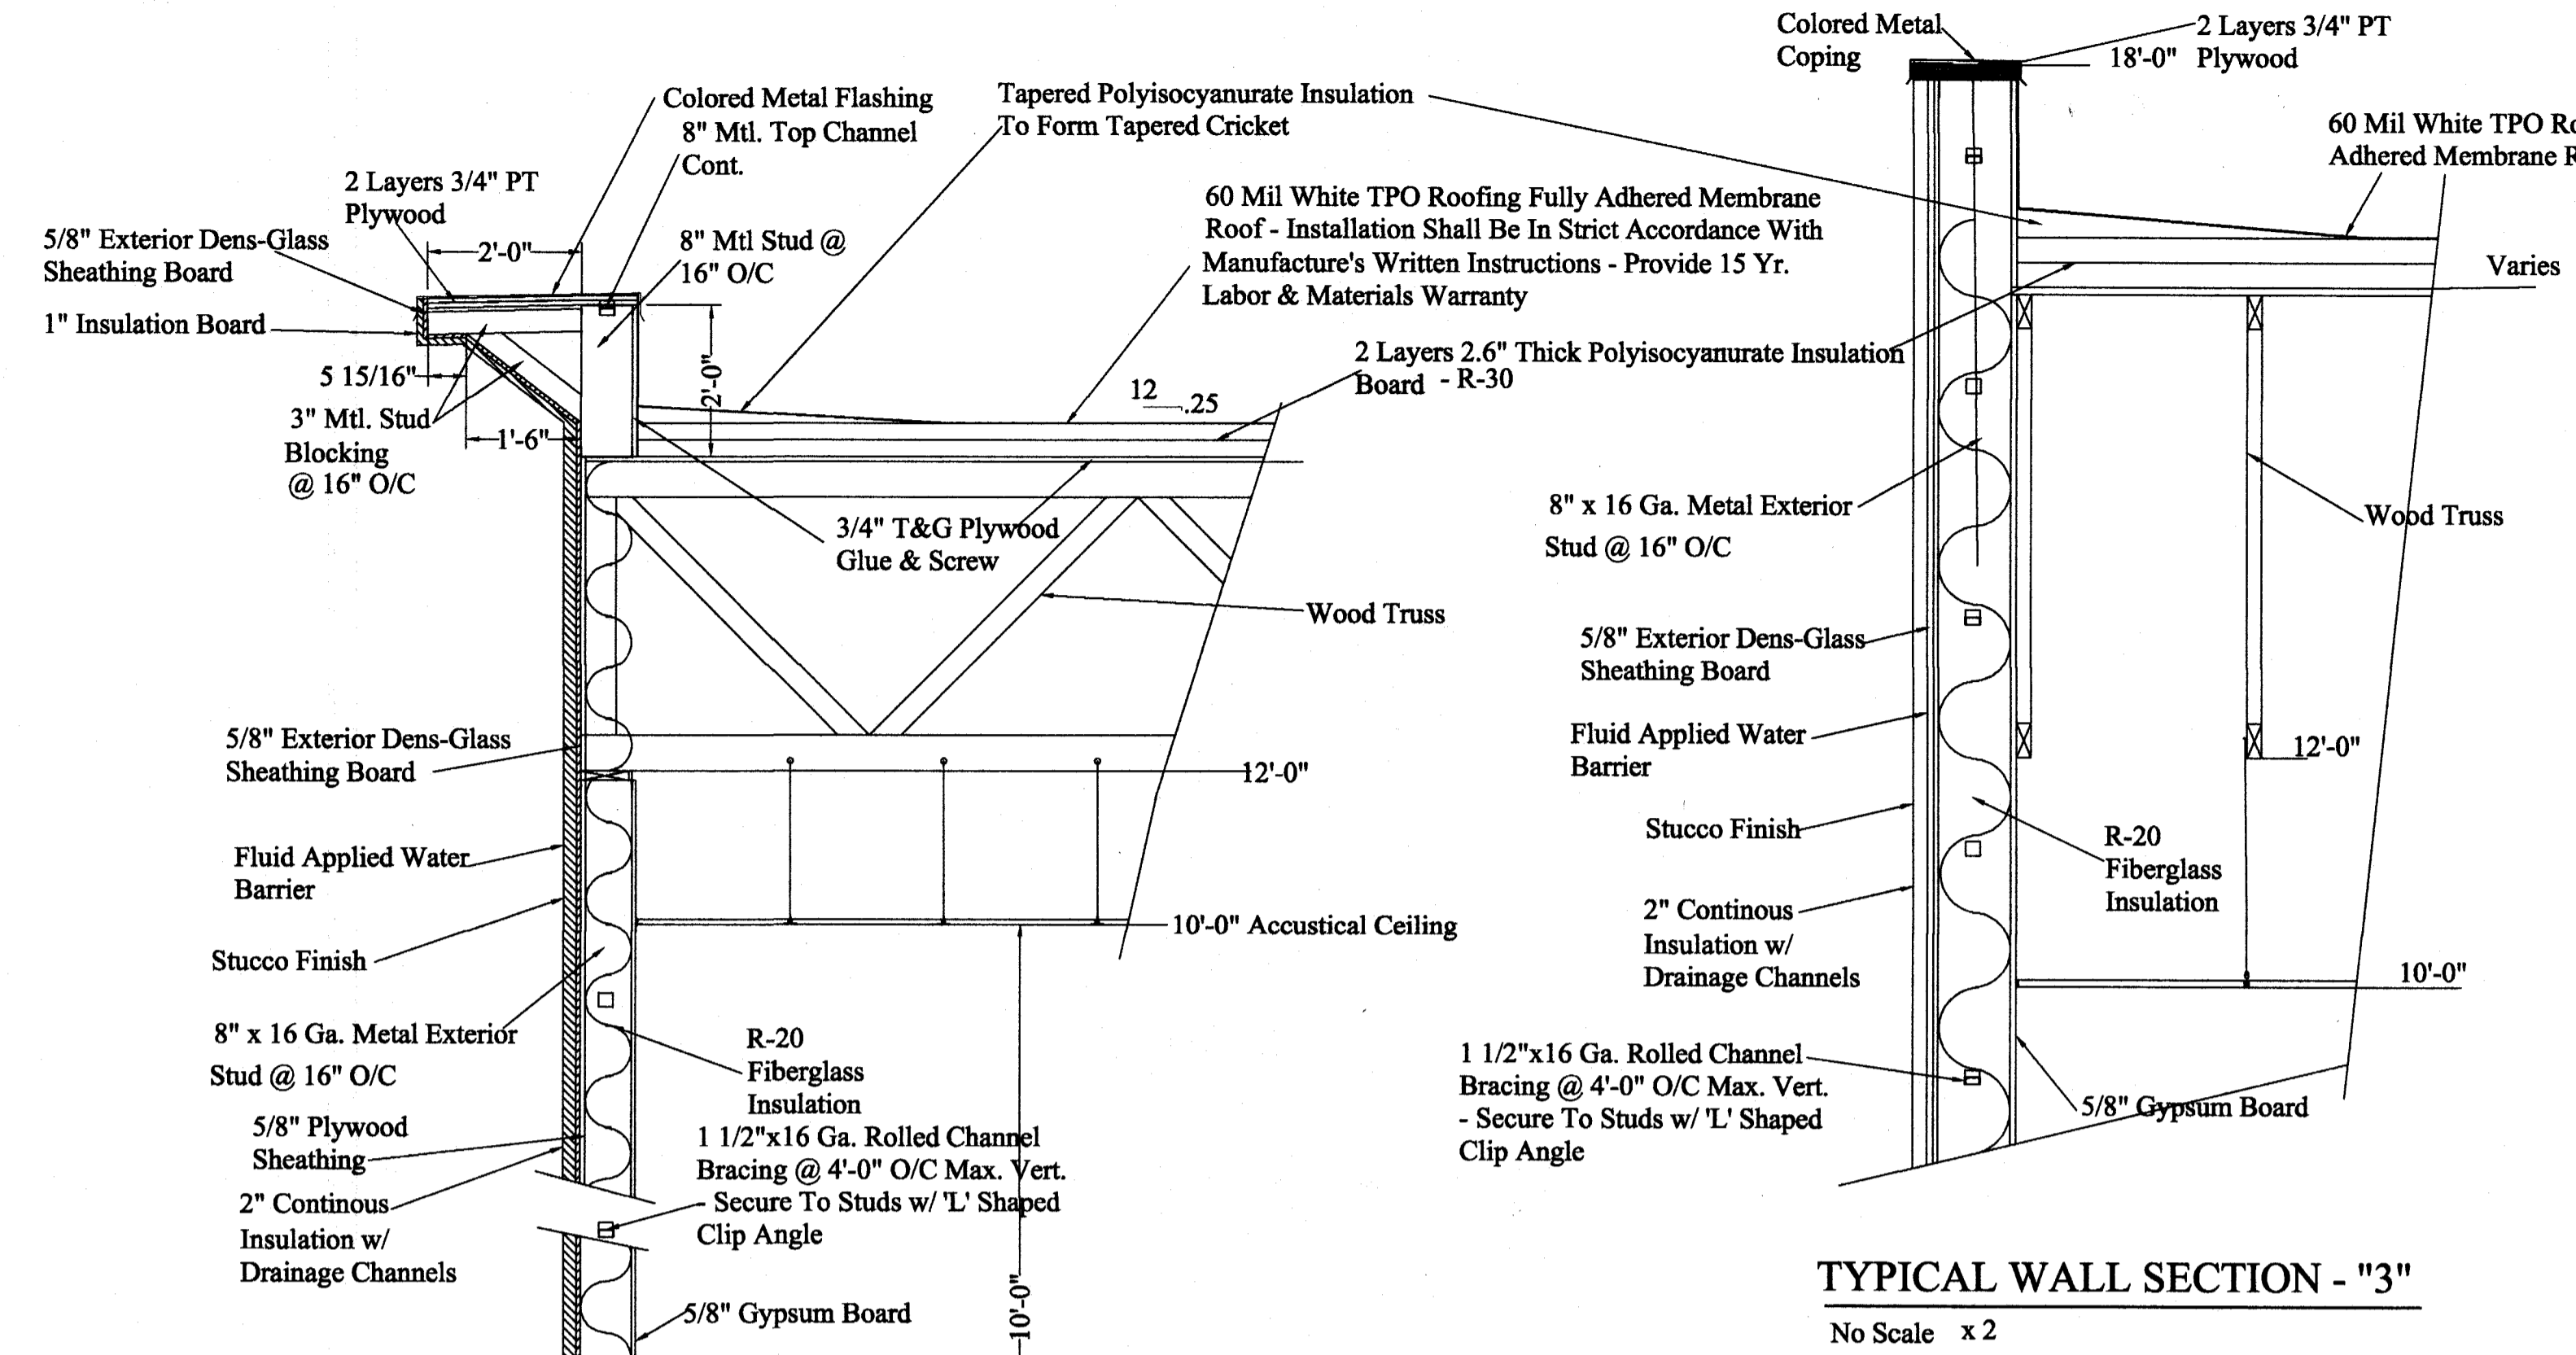 Colored Metal Flashing
8" Mtl. Top Channel
Cont.
2 Layers 3/4" PT
Plywood
5/8" Exterior Dens-Glass
Sheathing Board
1" Insulation Board
2'-0"
8" Mtl Stud @
16" O/C
5 15/16"
3" Mtl. Stud
Blocking
@ 16" O/C
1'-6"
2'-0"
Tapered Polyisocyanurate Insulation
To Form Tapered Cricket
60 Mil White TPO Roofing Fully Adhered Membrane
Roof - Installation Shall Be In Strict Accordance With
Manufacture's Written Instructions - Provide 15 Yr.
Labor & Materials Warranty
2 Layers 2.6" Thick Polyisocyanurate Insulation
Board - R-30
12
.25
3/4" T&G Plywood
Glue & Screw
Wood Truss
5/8" Exterior Dens-Glass
Sheathing Board
12'-0"
Fluid Applied Water
Barrier
10'-0" Accustical Ceiling
Stucco Finish
8" x 16 Ga. Metal Exterior
Stud @ 16" O/C
R-20
Fiberglass
Insulation
5/8" Plywood
Sheathing
1 1/2"x16 Ga. Rolled Channel
Bracing @ 4'-0" O/C Max. Vert.
- Secure To Studs w/ 'L' Shaped
Clip Angle
2" Continous
Insulation w/
Drainage Channels
5/8" Gypsum Board
10'-0"
Colored Metal
Coping
2 Layers 3/4" PT
18'-0" Plywood
60 Mil White TPO
Adhered Membrane
Varies
8" x 16 Ga. Metal Exterior
Stud @ 16" O/C
Wood Truss
5/8" Exterior Dens-Glass
Sheathing Board
Fluid Applied Water
Barrier
12'-0"
Stucco Finish
R-20
Fiberglass
Insulation
2" Continous
Insulation w/
Drainage Channels
10'-0"
1 1/2"x16 Ga. Rolled Channel
Bracing @ 4'-0" O/C Max. Vert.
- Secure To Studs w/ 'L' Shaped
Clip Angle
5/8" Gypsum Board
TYPICAL WALL SECTION - "3"
No Scale x 2